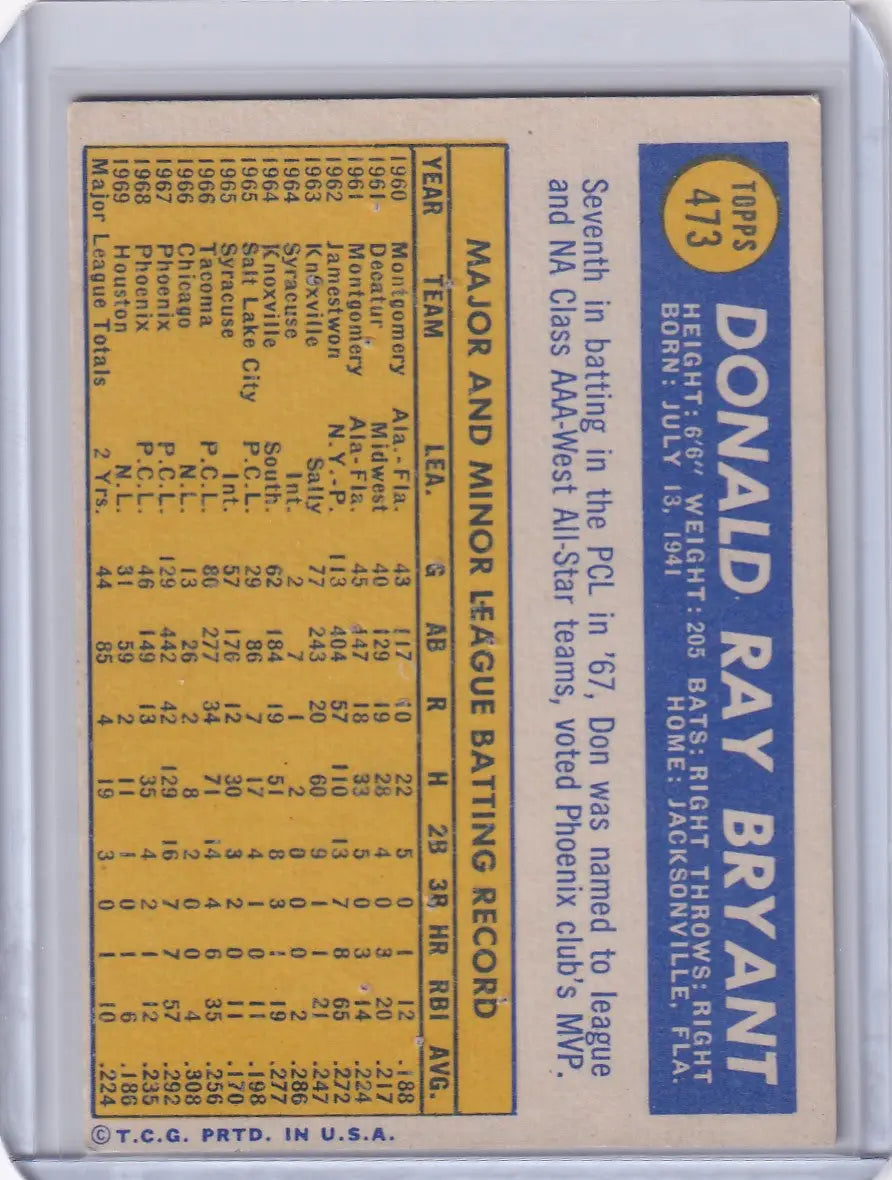 TOPPS
473
DONALD RAY BRYANT
HEIGHT: 6'6" WEIGHT: 205 BATS: RIGHT THROWS: RIGHT
BORN: JULY 13, 1941 HOME: JACKSONVILLE, FLA.
Seventh in batting in the PCL in '67, Don was named to league
and NA Class AAA-West All-Star teams, voted Phoenix club's MVP.
MAJOR AND MINOR LEAGUE BATTING RECORD
YEAR TEAM LEA. G AB R H 2B 3B HR RBI AVG.
1960 Montgomery Ala.-Fla. 43 117 10 22 5 0 1 12 .188
1961 Decatur Midwest 40 129 19 28 4 0 3 20 .217
1961 Montgomery Ala-Fla. 45 147 18 33 5 0 3 14 .224
1962 Jamestwon N.Y.-P. 113 404 57 110 13 7 8 65 .272
1963 Knoxville Sally 77 243 20 60 9 1 1 21 .247
1964 Syracuse Int. 2 7 1 2 0 0 0 2 .286
1964 Knoxville South. 62 184 19 51 8 3 1 19 .277
1965 Salt Lake City P.C.L. 29 86 7 17 4 1 0 11 .198
1965 Syracuse Int. 57 176 12 30 3 2 0 11 .170
1966 Tacoma P.C.L. 80 277 34 71 14 4 6 35 .256
1966 Chicago N.L. 13 26 2 8 2 0 0 4 .308
1967 Phoenix P.C.L. 129 442 42 129 16 7 7 57 .292
1968 Phoenix P.C.L. 46 149 13 35 4 2 1 12 .235
1969 Houston N.L. 31 59 2 11 1 0 1 6 .186
Major League Totals 2 Yrs. 44 85 4 19 3 0 1 10 .224
© T.C.G. PRTD. IN U.S.A.